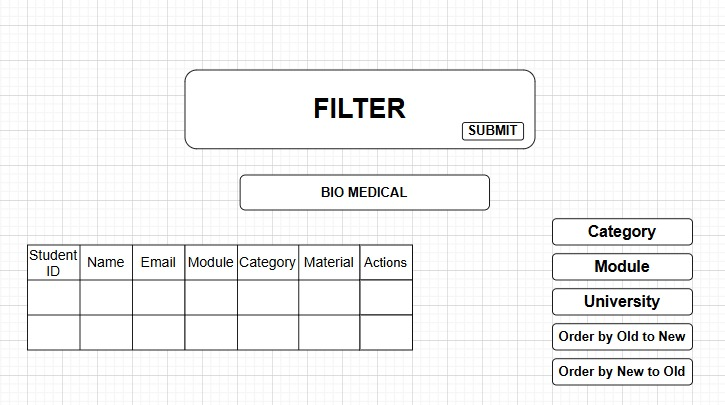 FILTER
SUBMIT
BIO MEDICAL
Student ID Name Email Module Category Material Actions
Category
Module
University
Order by Old to New
Order by New to Old